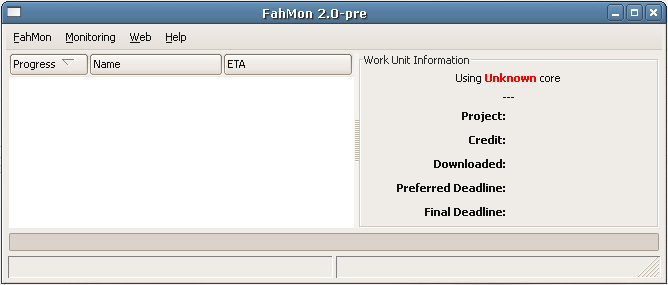 FahMon 2.0-pre
FahMon Monitoring Web Help
Progress Name ETA
Work Unit Information
Using Unknown core
---
Project:
Credit:
Downloaded:
Preferred Deadline:
Final Deadline: